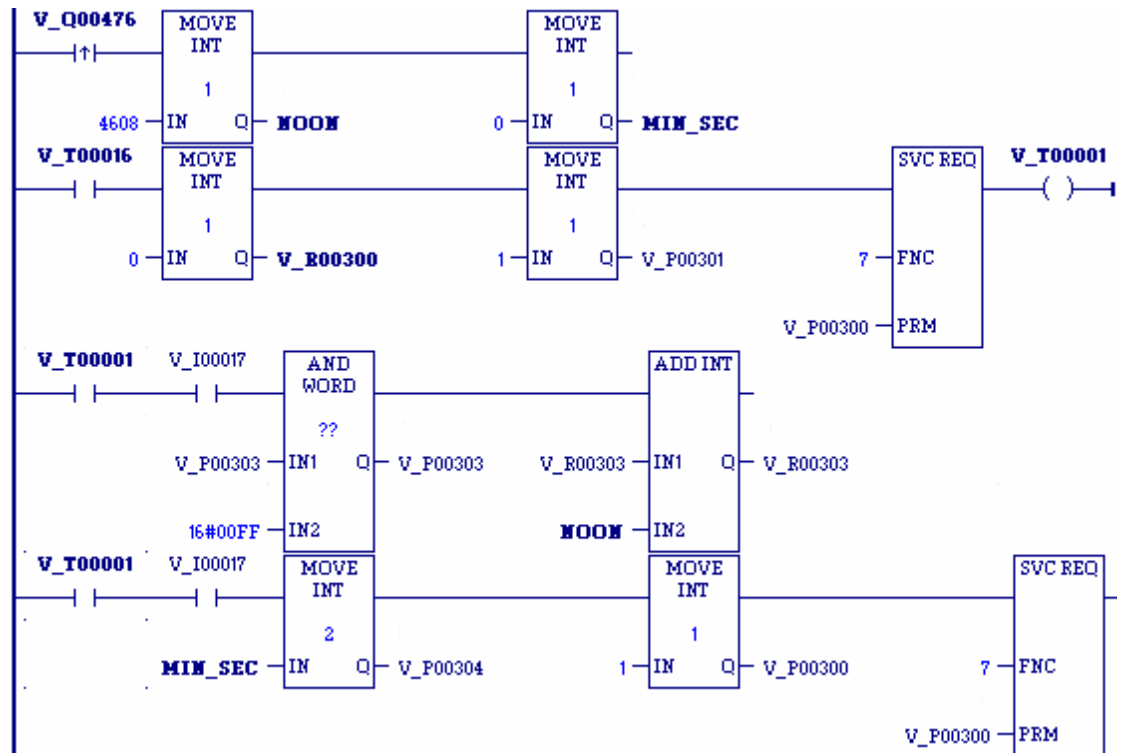 V_Q00476
MOVE INT
1
4608 IN Q NOON
MOVE INT
1
0 IN Q MIN_SEC
V_T00016
MOVE INT
1
0 IN Q V_R00300
MOVE INT
1
1 IN Q V_P00301
SVC REQ
7 FNC
V_P00300 PRM
V_T00001
V_T00001
V_I00017
AND WORD
??
V_P00303 IN1 Q V_P00303
16#00FF IN2
ADD INT
V_R00303 IN1 Q V_R00303
NOON IN2
V_T00001
V_I00017
MOVE INT
2
MIN_SEC IN Q V_P00304
MOVE INT
1
1 IN Q V_P00300
SVC REQ
7 FNC
V_P00300 PRM